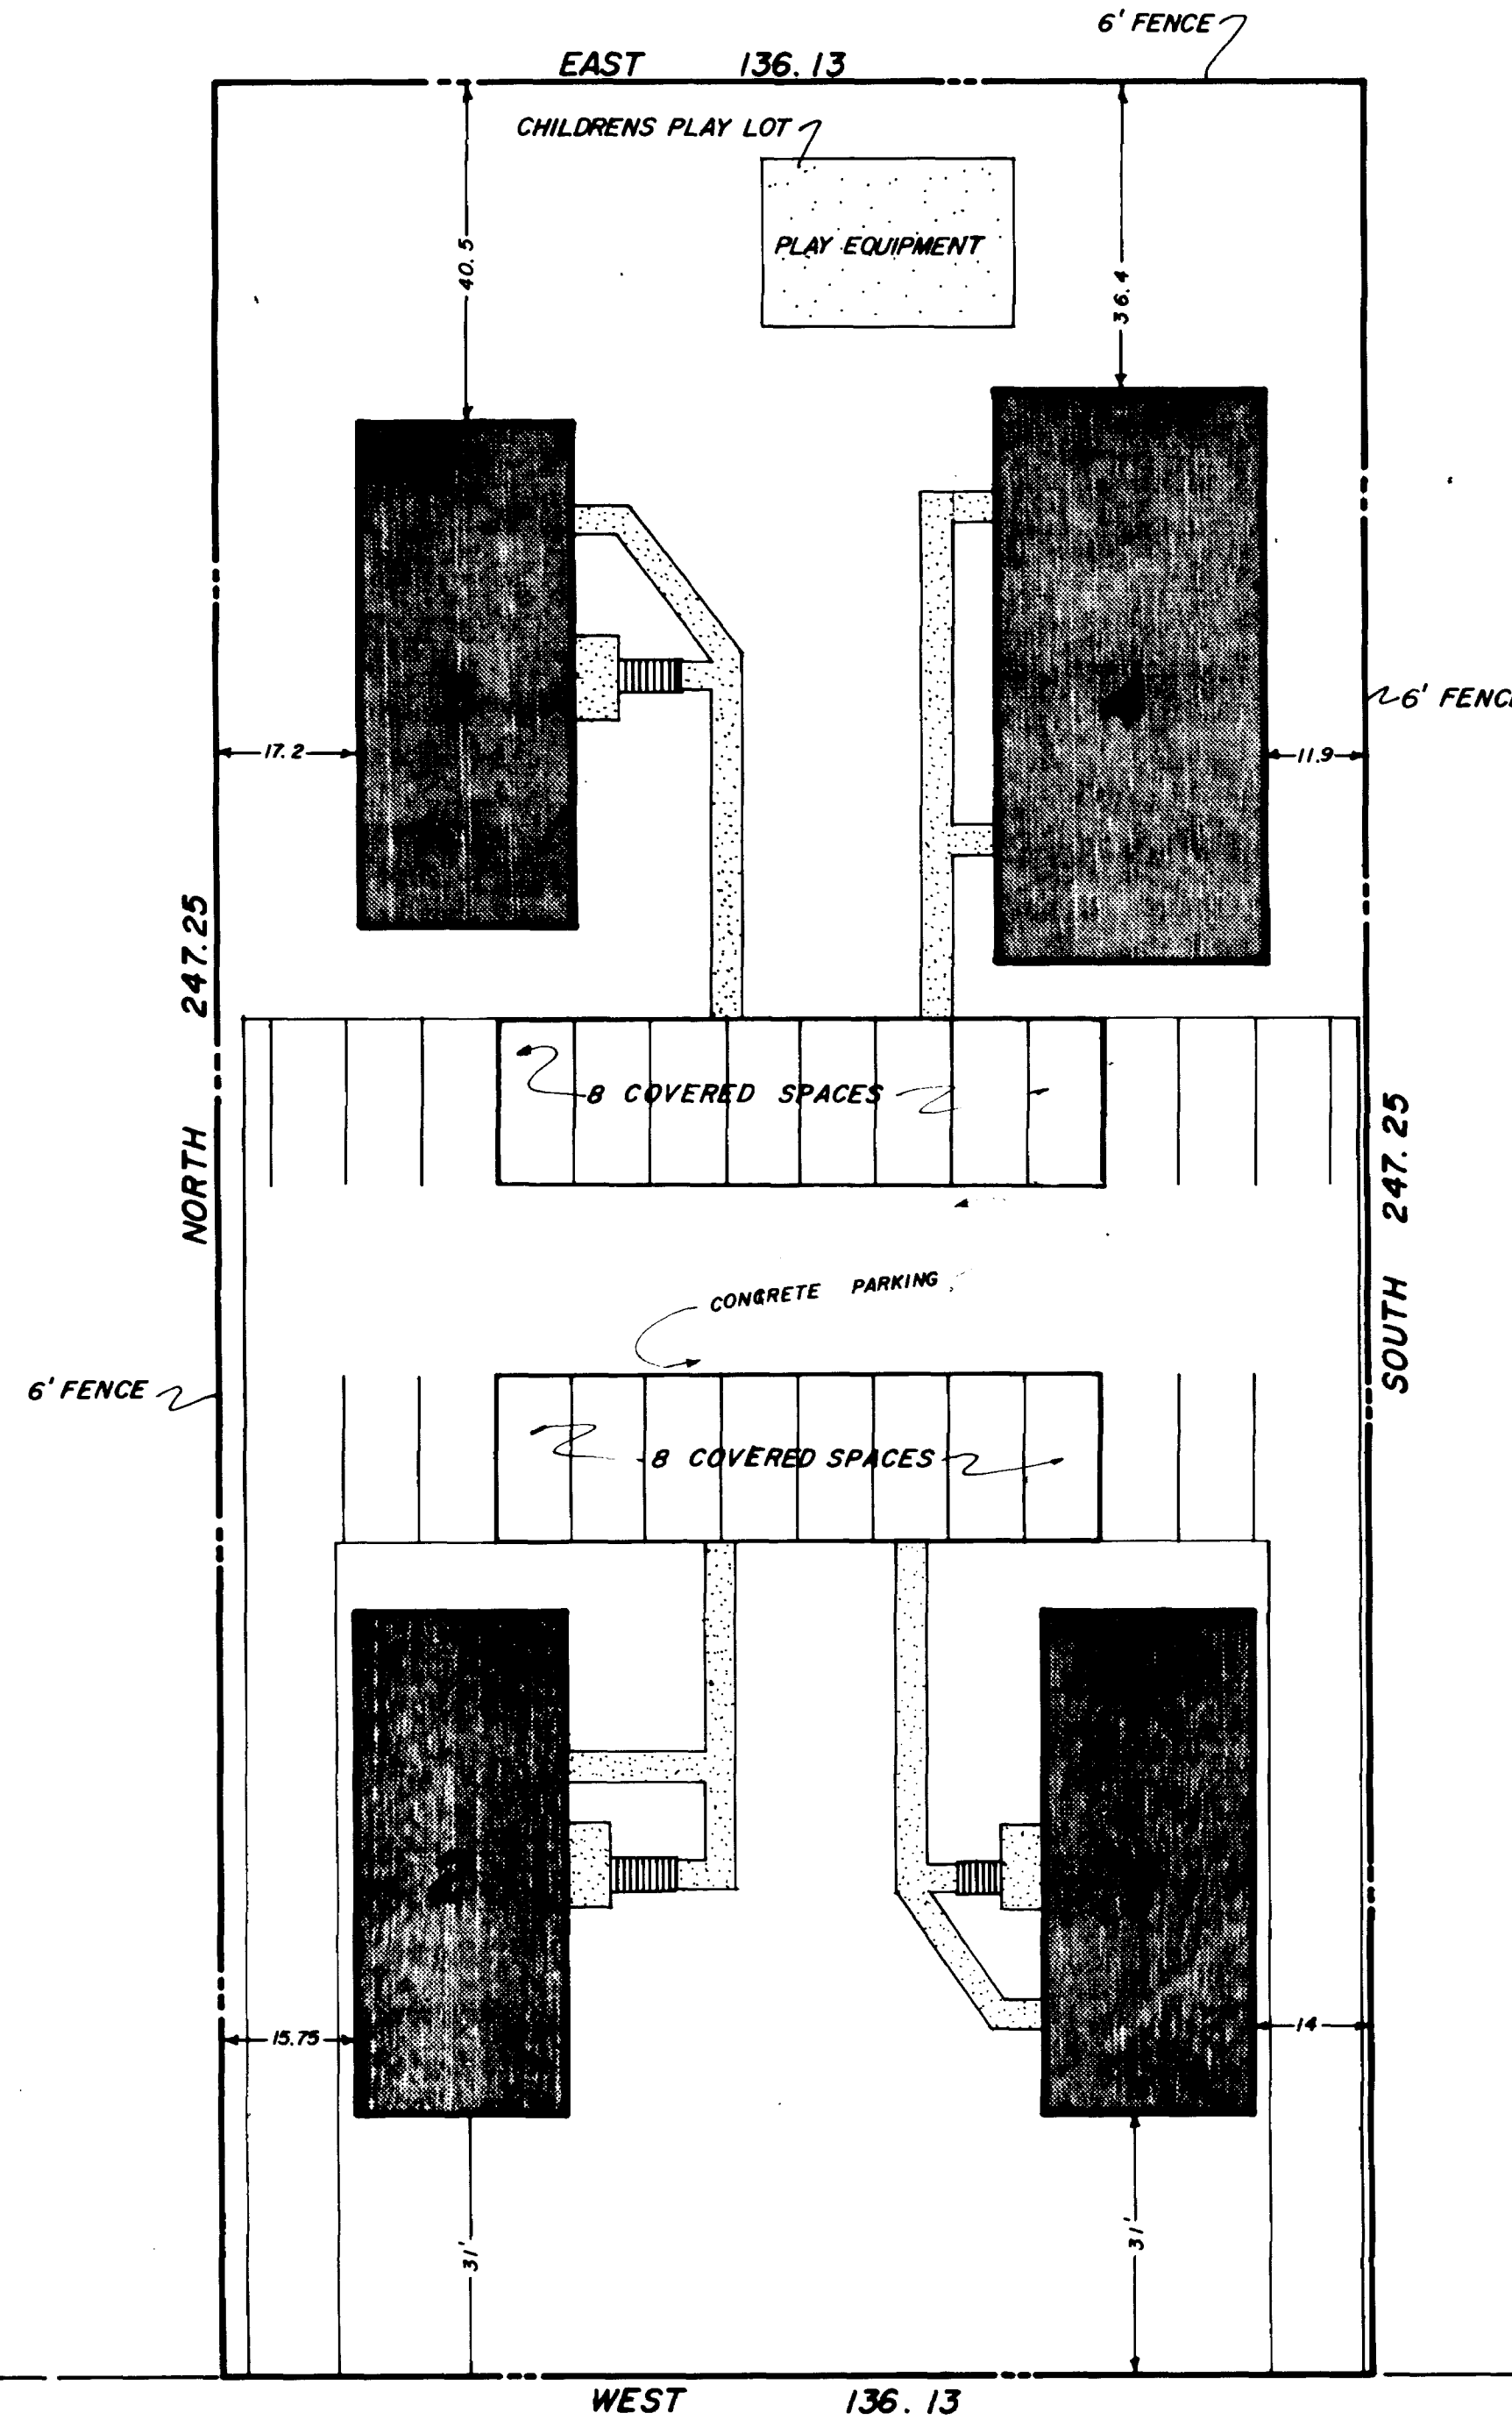 6' FENCE
EAST 136.13
CHILDRENS PLAY LOT
PLAY EQUIPMENT
40.5
36.4
6' FENCE
17.2
11.9
NORTH 247.25
8 COVERED SPACES
SOUTH 247.25
CONCRETE PARKING
6' FENCE
8 COVERED SPACES
15.75
14
31'
31'
WEST 136.13